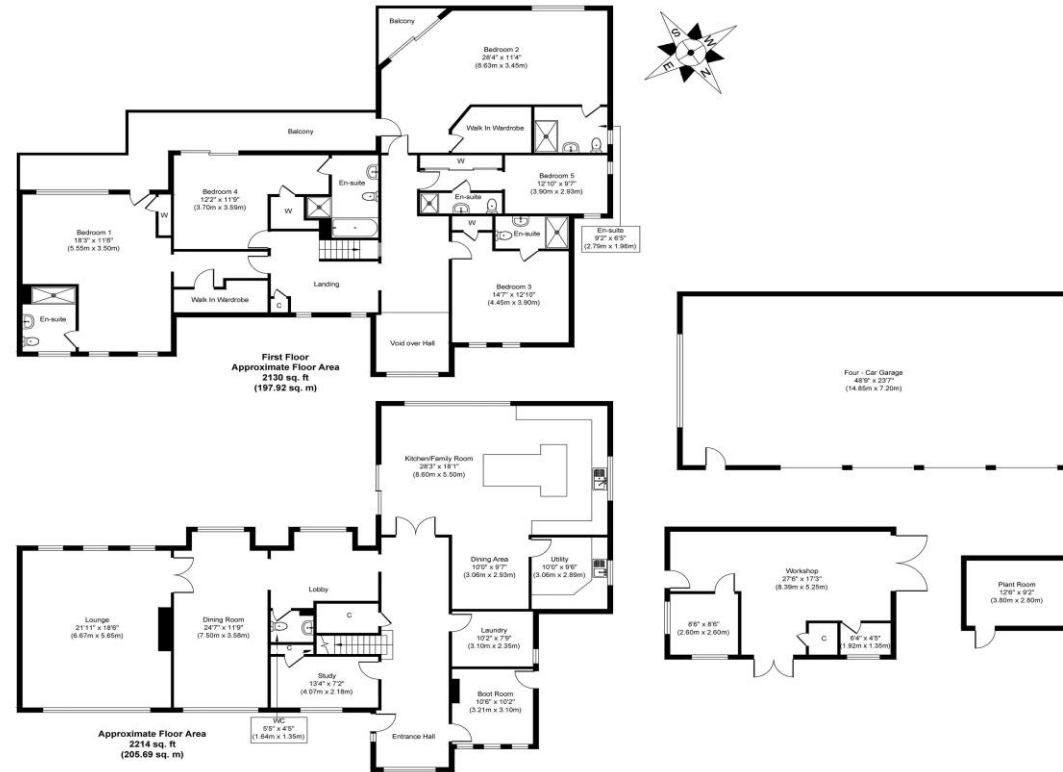 Balcony
Bedroom 2
28'4" x 11'4"
(8.63m x 3.45m)
S
W
E
N
Balcony
Walk In Wardrobe
W
Bedroom 5
12'10" x 9'7"
(3.90m x 2.93m)
Bedroom 4
12'2" x 11'9"
(3.70m x 3.59m)
En-suite
En-suite
W
W
W
Bedroom 1
18'3" x 11'6"
(5.55m x 3.50m)
En-suite
En-suite
9'2" x 6'5"
(2.79m x 1.96m)
Landing
Bedroom 3
14'7" x 12'10"
(4.45m x 3.90m)
Walk In Wardrobe
C
En-suite
Void over Hall
First Floor
Approximate Floor Area
2130 sq. ft
(197.92 sq. m)
Four - Car Garage
48'9" x 23'7"
(14.85m x 7.20m)
Kitchen/Family Room
28'3" x 18'1"
(8.60m x 5.50m)
Dining Area
10'0" x 9'7"
(3.06m x 2.93m)
Utility
10'0" x 9'6"
(3.06m x 2.89m)
Lobby
Lounge
21'11" x 18'6"
(6.67m x 5.65m)
Dining Room
24'7" x 11'9"
(7.50m x 3.58m)
C
C
Laundry
10'2" x 7'9"
(3.10m x 2.35m)
Study
13'4" x 7'2"
(4.07m x 2.18m)
Boot Room
10'6" x 10'2"
(3.21m x 3.10m)
WC
5'5" x 4'5"
(1.64m x 1.35m)
Entrance Hall
Approximate Floor Area
2214 sq. ft
(205.69 sq. m)
Workshop
27'6" x 17'3"
(8.39m x 5.25m)
8'6" x 8'6"
(2.60m x 2.60m)
C
6'4" x 4'5"
(1.92m x 1.35m)
Plant Room
12'6" x 9'2"
(3.80m x 2.80m)